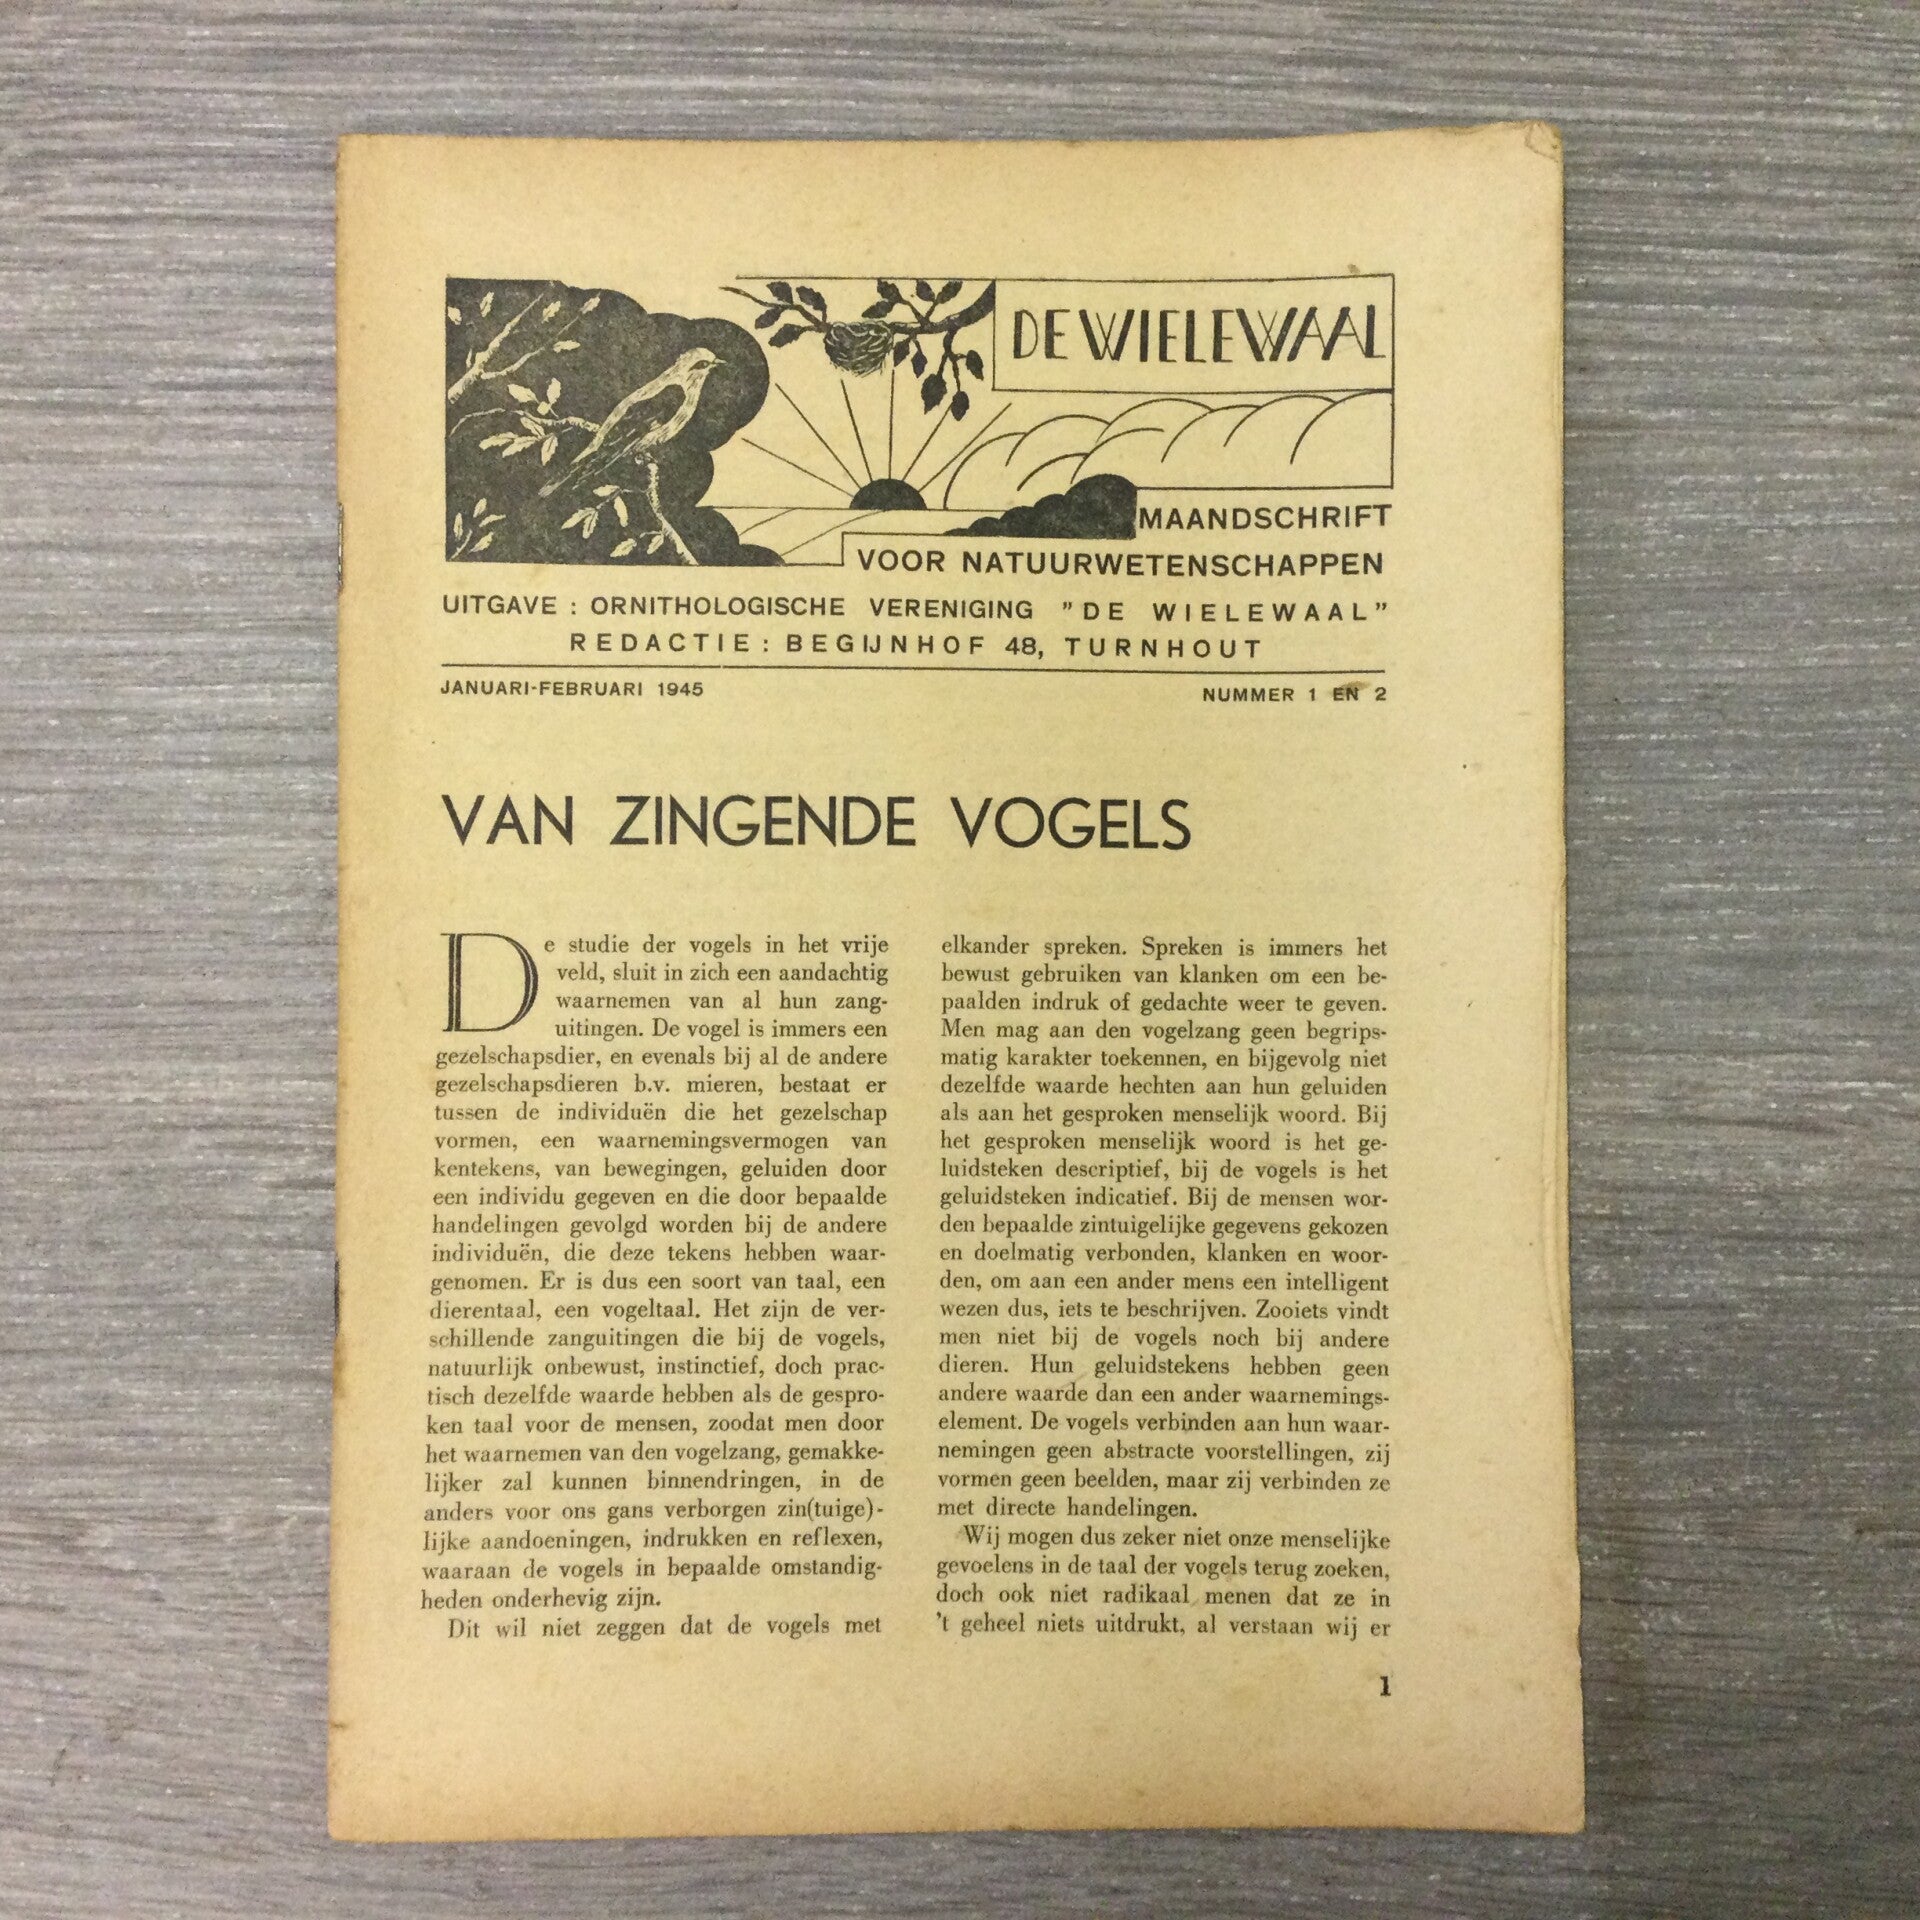 DE WIELEWAAL
MAANDSCHRIFT
VOOR NATUURWETENSCHAPPEN
UITGAVE : ORNITHOLOGISCHE VERENIGING "DE WIELEWAAL"
REDACTIE : BEGIJNHOF 48, TURNHOUT
JANUARI-FEBRUARI 1945 NUMMER 1 EN 2
VAN ZINGENDE VOGELS
De studie der vogels in het vrije
veld, sluit in zich een aandachtig
waarnemen van al hun zang-
uitingen. De vogel is immers een
gezelschapsdier, en evenals bij al de andere
gezelschapsdieren b.v. mieren, bestaat er
tussen de individuën die het gezelschap
vormen, een waarnemingsvermogen van
kentekens, van bewegingen, geluiden door
een individu gegeven en die door bepaalde
handelingen gevolgd worden bij de andere
individuën, die deze tekens hebben waar-
genomen. Er is dus een soort van taal, een
dierentaal, een vogeltaal. Het zijn de ver-
schillende zanguitingen die bij de vogels,
natuurlijk onbewust, instinctief, doch prac-
tisch dezelfde waarde hebben als de gespro-
ken taal voor de mensen, zoodat men door
het waarnemen van den vogelzang, gemakke-
lijker zal kunnen binnendringen, in de
anders voor ons gans verborgen zin(tuige)-
lijke aandoeningen, indrukken en reflexen,
waaraan de vogels in bepaalde omstandig-
heden onderhevig zijn.
Dit wil niet zeggen dat de vogels met
elkander spreken. Spreken is immers het
bewust gebruiken van klanken om een be-
paalden indruk of gedachte weer te geven.
Men mag aan den vogelzang geen begrips-
matig karakter toekennen, en bijgevolg niet
dezelfde waarde hechten aan hun geluiden
als aan het gesproken menselijk woord. Bij
het gesproken menselijk woord is het ge-
luidsteken descriptief, bij de vogels is het
geluidsteken indicatief. Bij de mensen wor-
den bepaalde zintuigelijke gegevens gekozen
en doelmatig verbonden, klanken en woor-
den, om aan een ander mens een intelligent
wezen dus, iets te beschrijven. Zooiets vindt
men niet bij de vogels noch bij andere
dieren. Hun geluidstekens hebben geen
andere waarde dan een ander waarnemings-
element. De vogels verbinden aan hun waar-
nemingen geen abstracte voorstellingen, zij
vormen geen beelden, maar zij verbinden ze
met directe handelingen.
Wij mogen dus zeker niet onze menselijke
gevoelens in de taal der vogels terug zoeken,
doch ook niet radikaal menen dat ze in
't geheel niets uitdrukt, al verstaan wij er
1